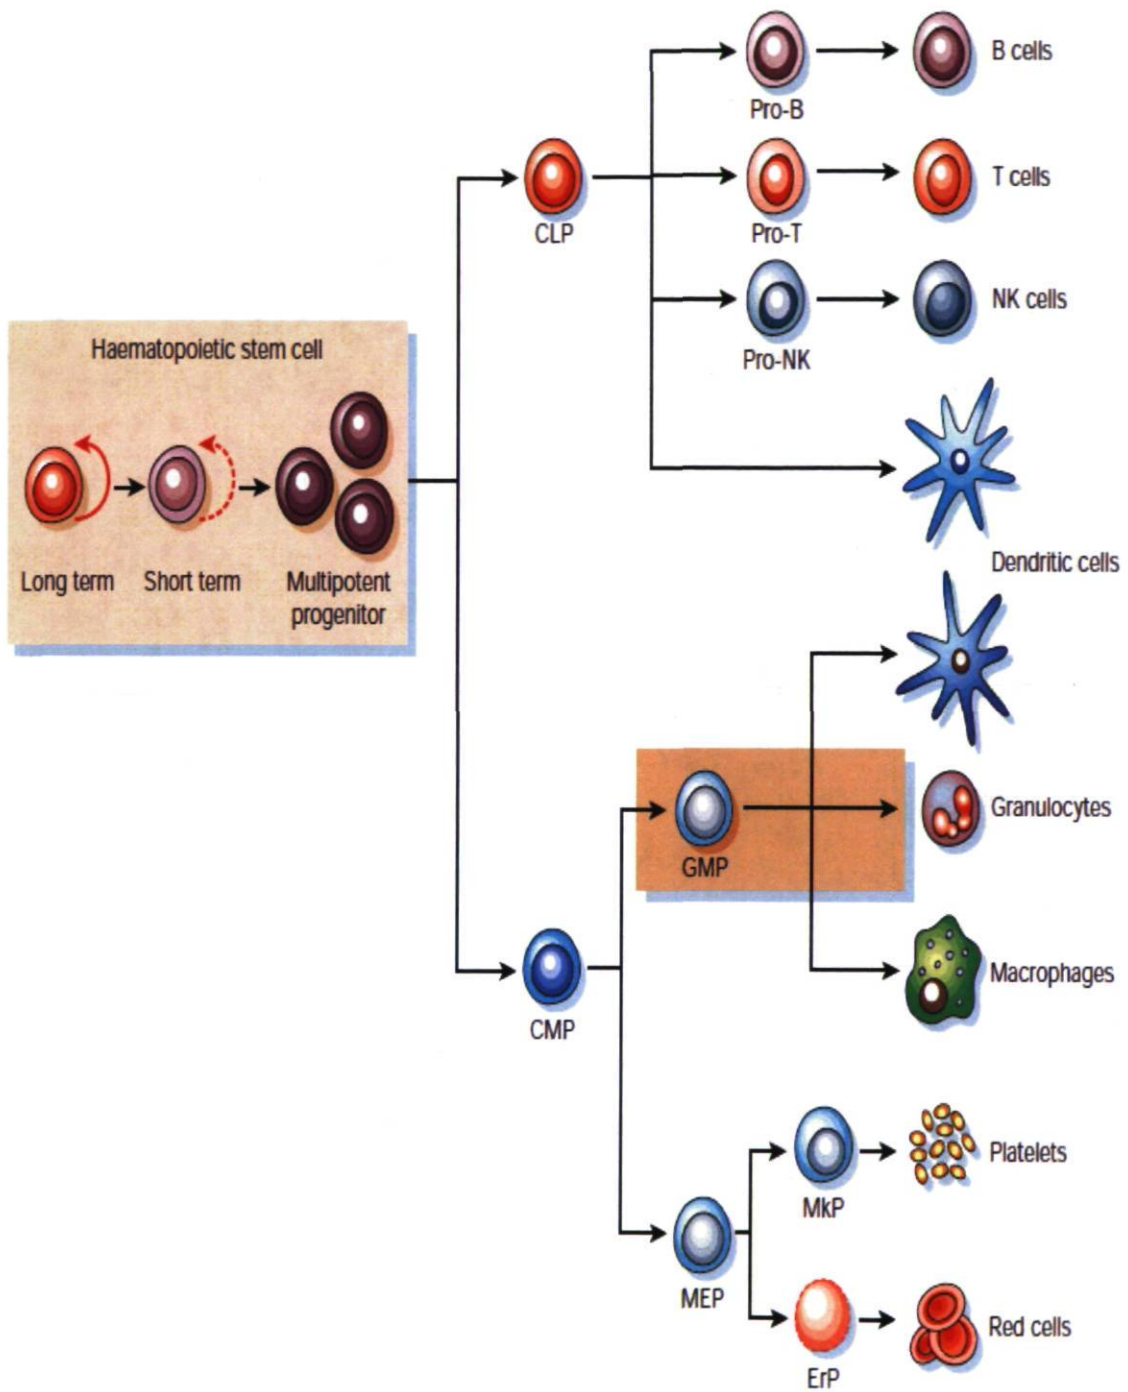 B cells
Pro-B
T cells
CLP
Pro-T
NK cells
Pro-NK
Haematopoietic stem cell
Long term
Short term
Multipotent
progenitor
Dendritic cells
Granulocytes
GMP
Macrophages
CMP
Platelets
MkP
MEP
Red cells
ErP